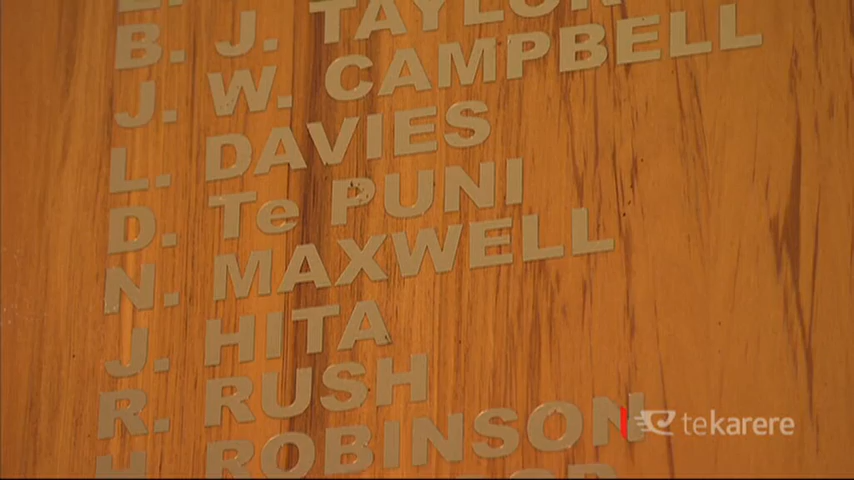 B. J. TAYLOR
J. W. CAMPBELL
L. DAVIES
D. Te PUNI
N. MAXWELL
J. HITA
R. RUSH
H. ROBINSON
tekarere